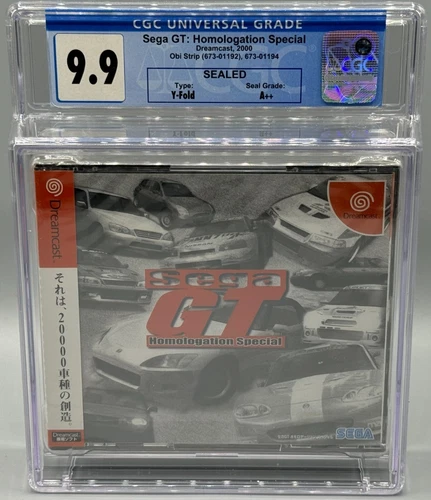 CGC UNIVERSAL GRADE
9.9
Sega GT: Homologation Special
Dreamcast, 2000
Obi Strip (673-01192), 673-01194
SEALED
Type:
Y-Fold
Seal Grade:
A++
CGC
Dreamcast.
それは、20000車種の創造。
Dreamcast
Sega
GT
Homologation Special
SEGA